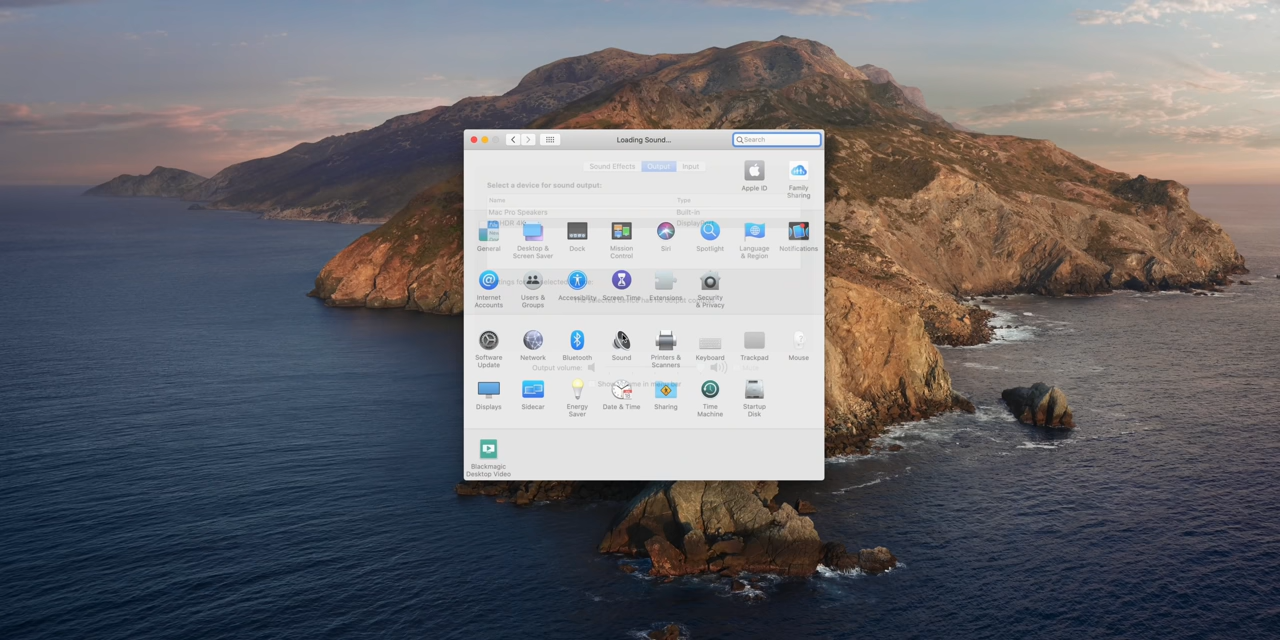 Loading Sound...
Search
Sound Effects Output Input
Select a device for sound output:
Apple ID
Family
Sharing
Name Type
Mac Pro Speakers Built-in
General
Desktop &
Screen Saver
Dock
Mission
Control
Siri
Spotlight
Language
& Region
Notifications
Internet
Accounts
Users &
Groups
Accessibility
Screen Time
Extensions
Security
& Privacy
Software
Update
Network
Bluetooth
Sound
Printers &
Scanners
Keyboard
Trackpad
Mouse
Output volume:
Displays
Sidecar
Energy
Saver
Date & Time
Sharing
Time
Machine
Startup
Disk
Blackmagic
Desktop Video